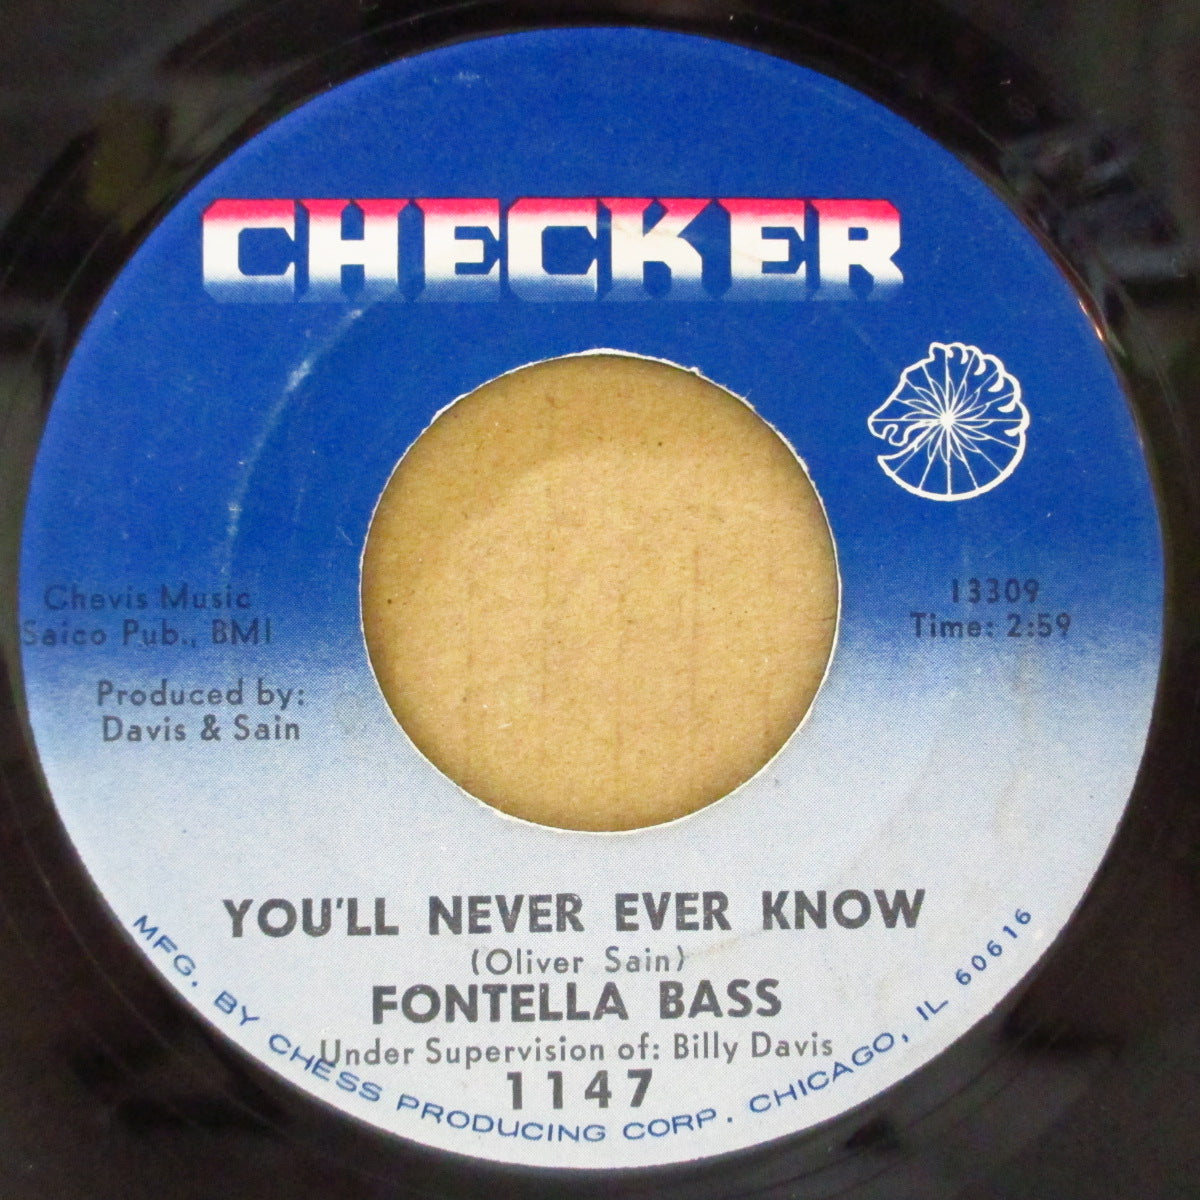 CHECKER
Chevis Music
Saico Pub., BMI
13309
Time: 2:59
Produced by:
Davis & Sain
YOU'LL NEVER EVER KNOW
(Oliver Sain)
FONTELLA BASS
Under Supervision of: Billy Davis
1147
MFG. BY CHESS PRODUCING CORP. CHICAGO, IL 60616